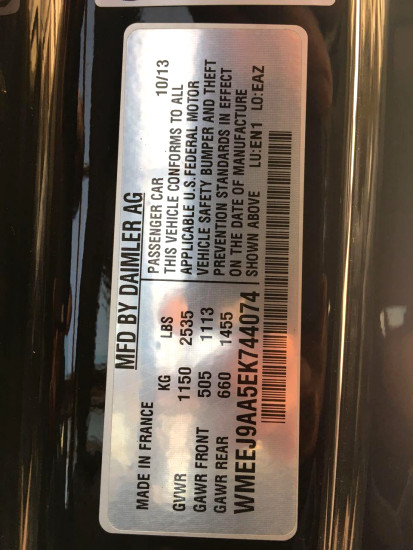 MFD BY DAIMLER AG
MADE IN FRANCE
KG LBS
GVWR 1150 2535
GAWR FRONT 505 1113
GAWR REAR 660 1455
PASSENGER CAR 10/13
THIS VEHICLE CONFORMS TO ALL
APPLICABLE U.S. FEDERAL MOTOR
VEHICLE SAFETY BUMPER AND THEFT
PREVENTION STANDARDS IN EFFECT
ON THE DATE OF MANUFACTURE
SHOWN ABOVE LU:EN1 LO:EAZ
WMEEJ9AA5EK744074